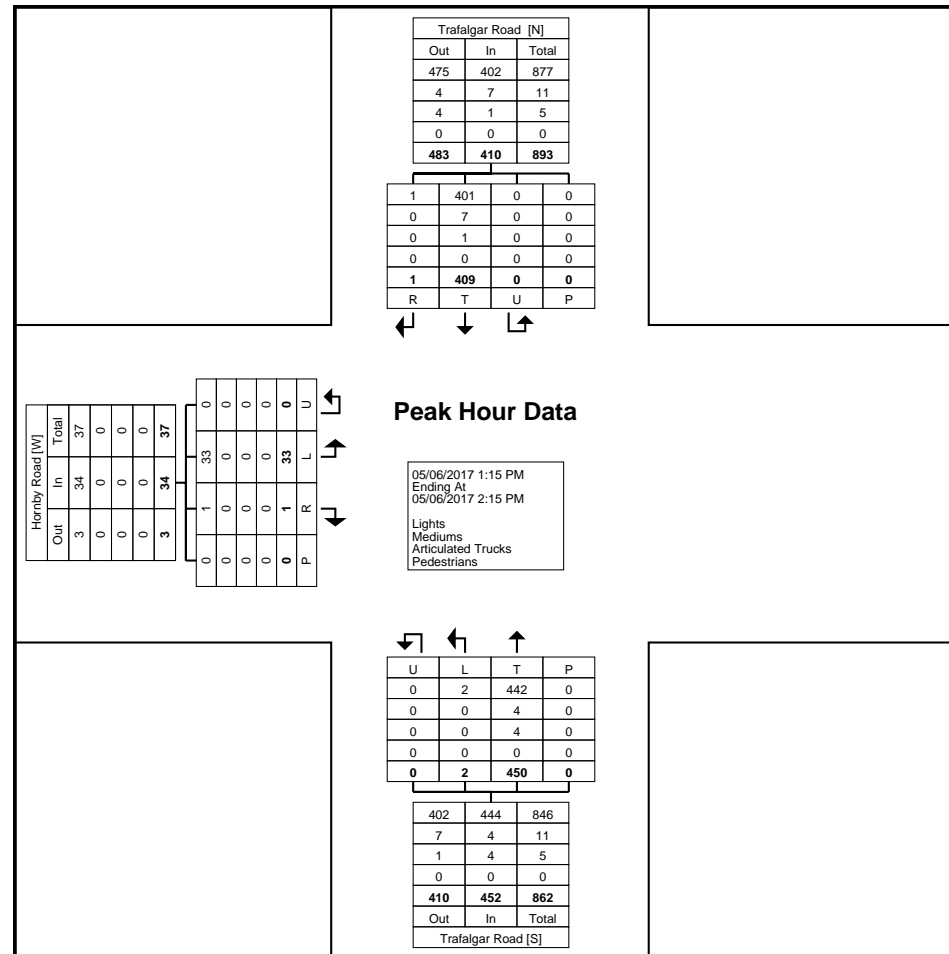 Trafalgar Road [N]
Out In Total
475 402 877
4 7 11
4 1 5
0 0 0
483 410 893
1 401 0 0
0 7 0 0
0 1 0 0
0 0 0 0
1 409 0 0
R T U P
Hornby Road [W]
Out In Total
3 34 37
0 0 0
0 0 0
0 0 0
3 34 37
0 1 33 0
0 0 0 0
0 0 0 0
0 0 0 0
0 1 33 0
P R L U
Peak Hour Data
05/06/2017 1:15 PM
Ending At
05/06/2017 2:15 PM
Lights
Mediums
Articulated Trucks
Pedestrians
U L T P
0 2 442 0
0 0 4 0
0 0 4 0
0 0 0 0
0 2 450 0
402 444 846
7 4 11
1 4 5
0 0 0
410 452 862
Out In Total
Trafalgar Road [S]